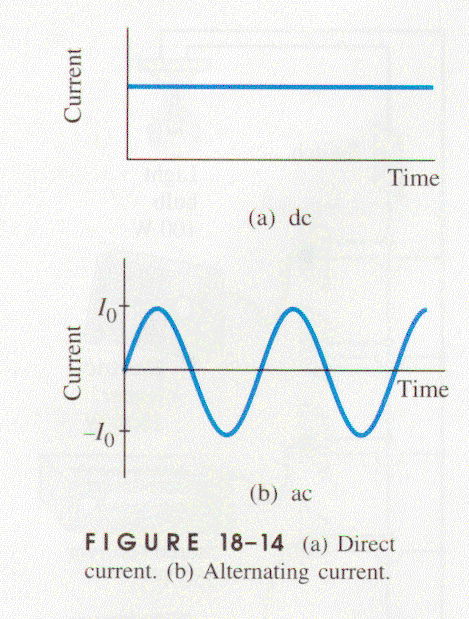 Current
Time
(a) dc
I₀
Current
Time
–I₀
(b) ac
FIGURE 18–14 (a) Direct
current. (b) Alternating current.